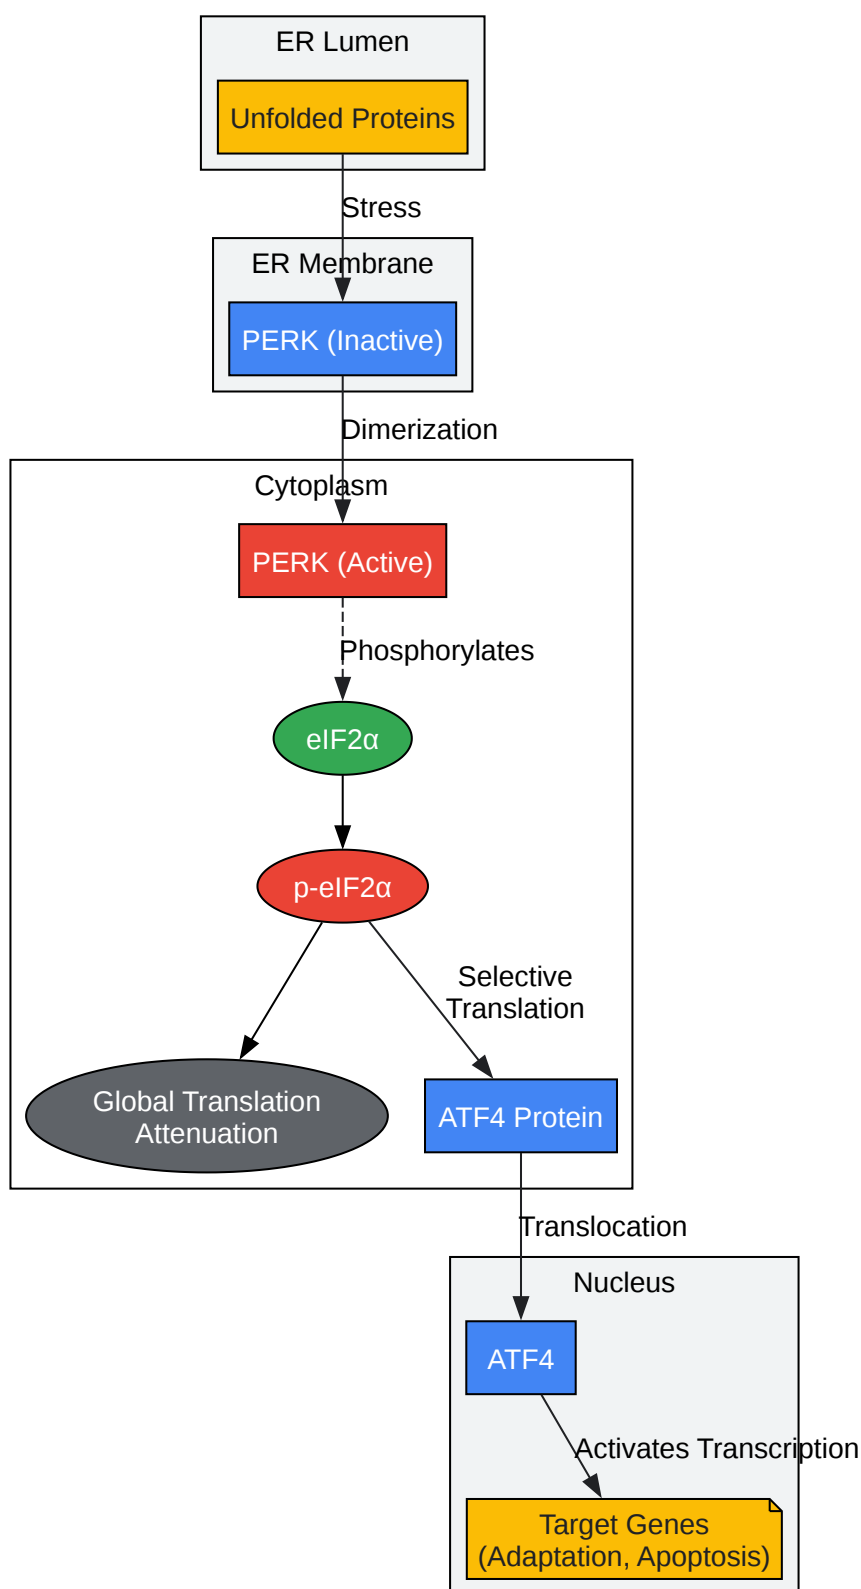 ER Lumen
Unfolded Proteins
Stress
ER Membrane
PERK (Inactive)
Dimerization
Cytoplasm
PERK (Active)
Phosphorylates
eIF2α
p-eIF2α
Selective
Translation
Global Translation
Attenuation
ATF4 Protein
Translocation
Nucleus
ATF4
Activates Transcription
Target Genes
(Adaptation, Apoptosis)